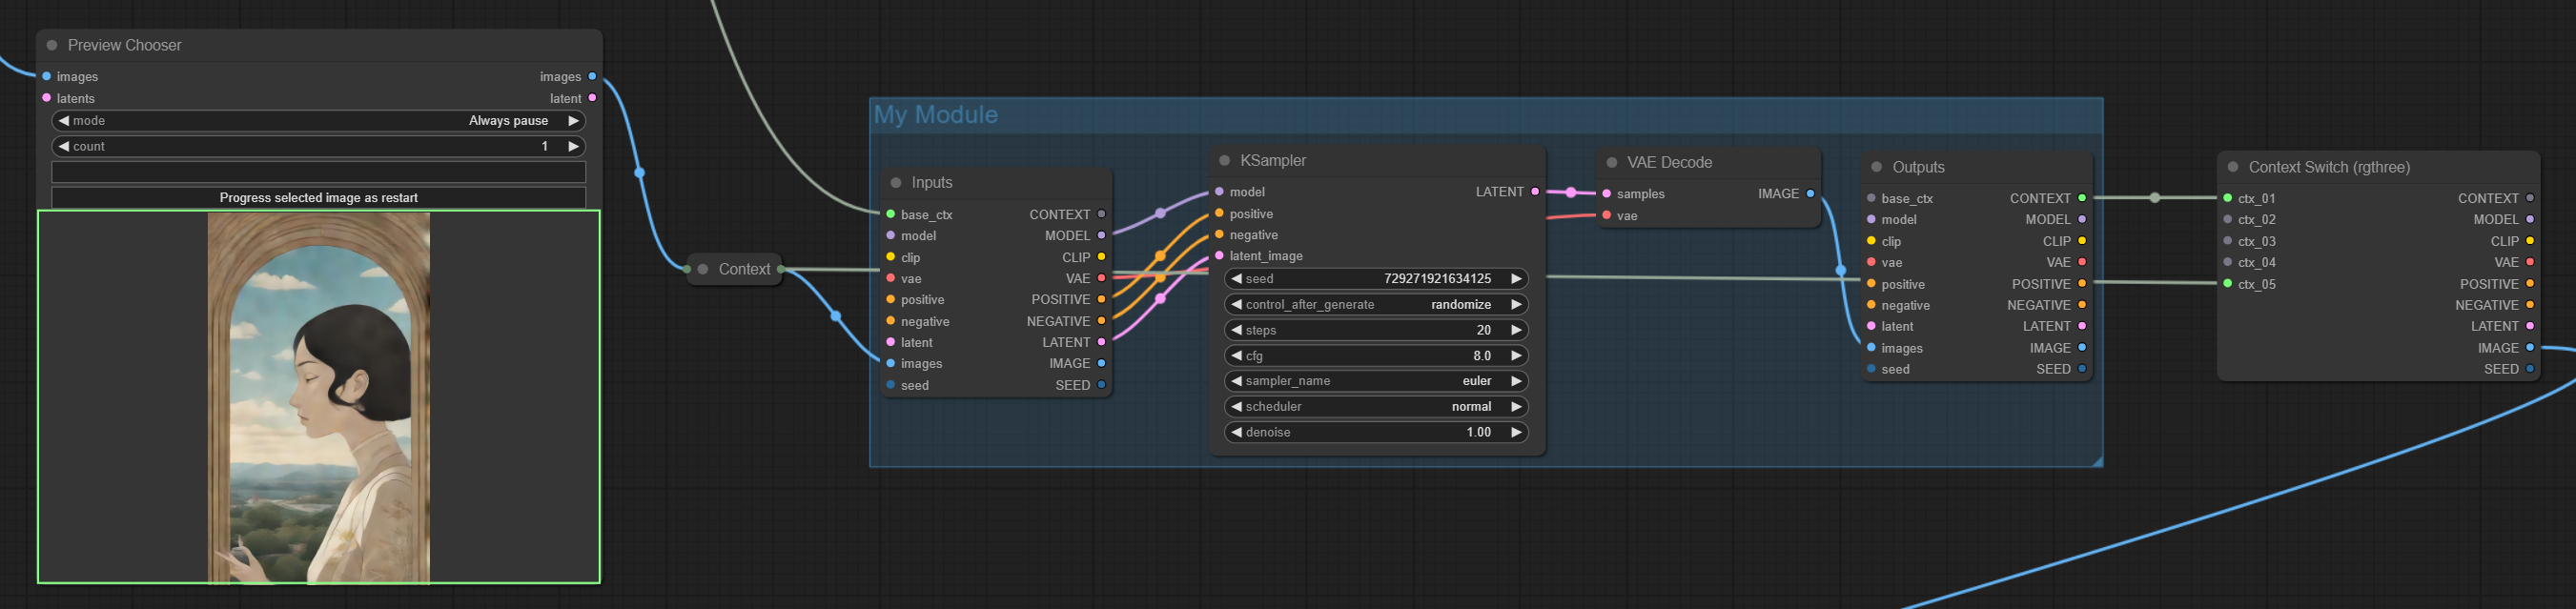 Preview Chooser
images images
latents latent
mode Always pause
count 1
Progress selected image as restart
Context
My Module
Inputs
base_ctx CONTEXT
model MODEL
clip CLIP
vae VAE
positive POSITIVE
negative NEGATIVE
latent LATENT
images IMAGE
seed SEED
KSampler
model LATENT
positive
negative
latent_image
seed 729271921634125
control_after_generate randomize
steps 20
cfg 8.0
sampler_name euler
scheduler normal
denoise 1.00
VAE Decode
samples IMAGE
vae
Outputs
base_ctx CONTEXT
model MODEL
clip CLIP
vae VAE
positive POSITIVE
negative NEGATIVE
latent LATENT
images IMAGE
seed SEED
Context Switch (rgthree)
ctx_01 CONTEXT
ctx_02 MODEL
ctx_03 CLIP
ctx_04 VAE
ctx_05 POSITIVE
NEGATIVE
LATENT
IMAGE
SEED